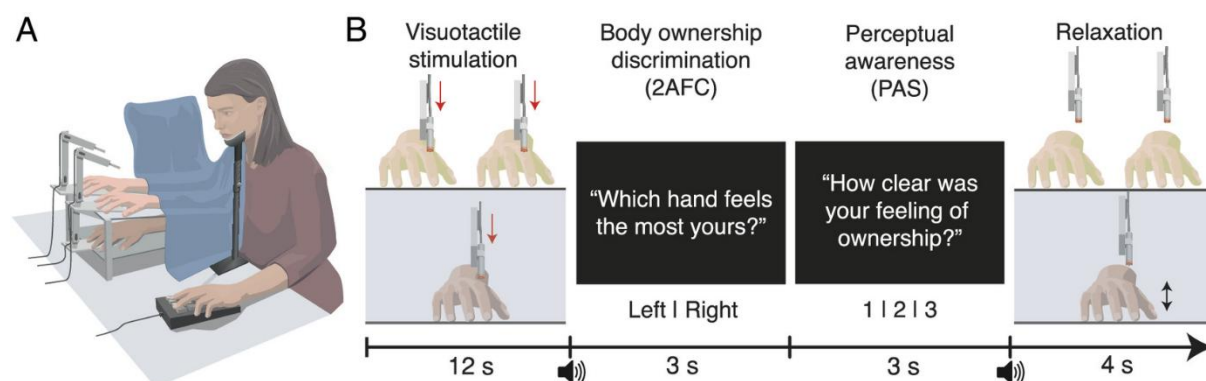 A
B
Visuotactile
stimulation
Body ownership
discrimination
(2AFC)
Perceptual
awareness
(PAS)
Relaxation
“Which hand feels
the most yours?”
“How clear was
your feeling of
ownership?”
Left | Right
1 | 2 | 3
12 s
3 s
3 s
4 s